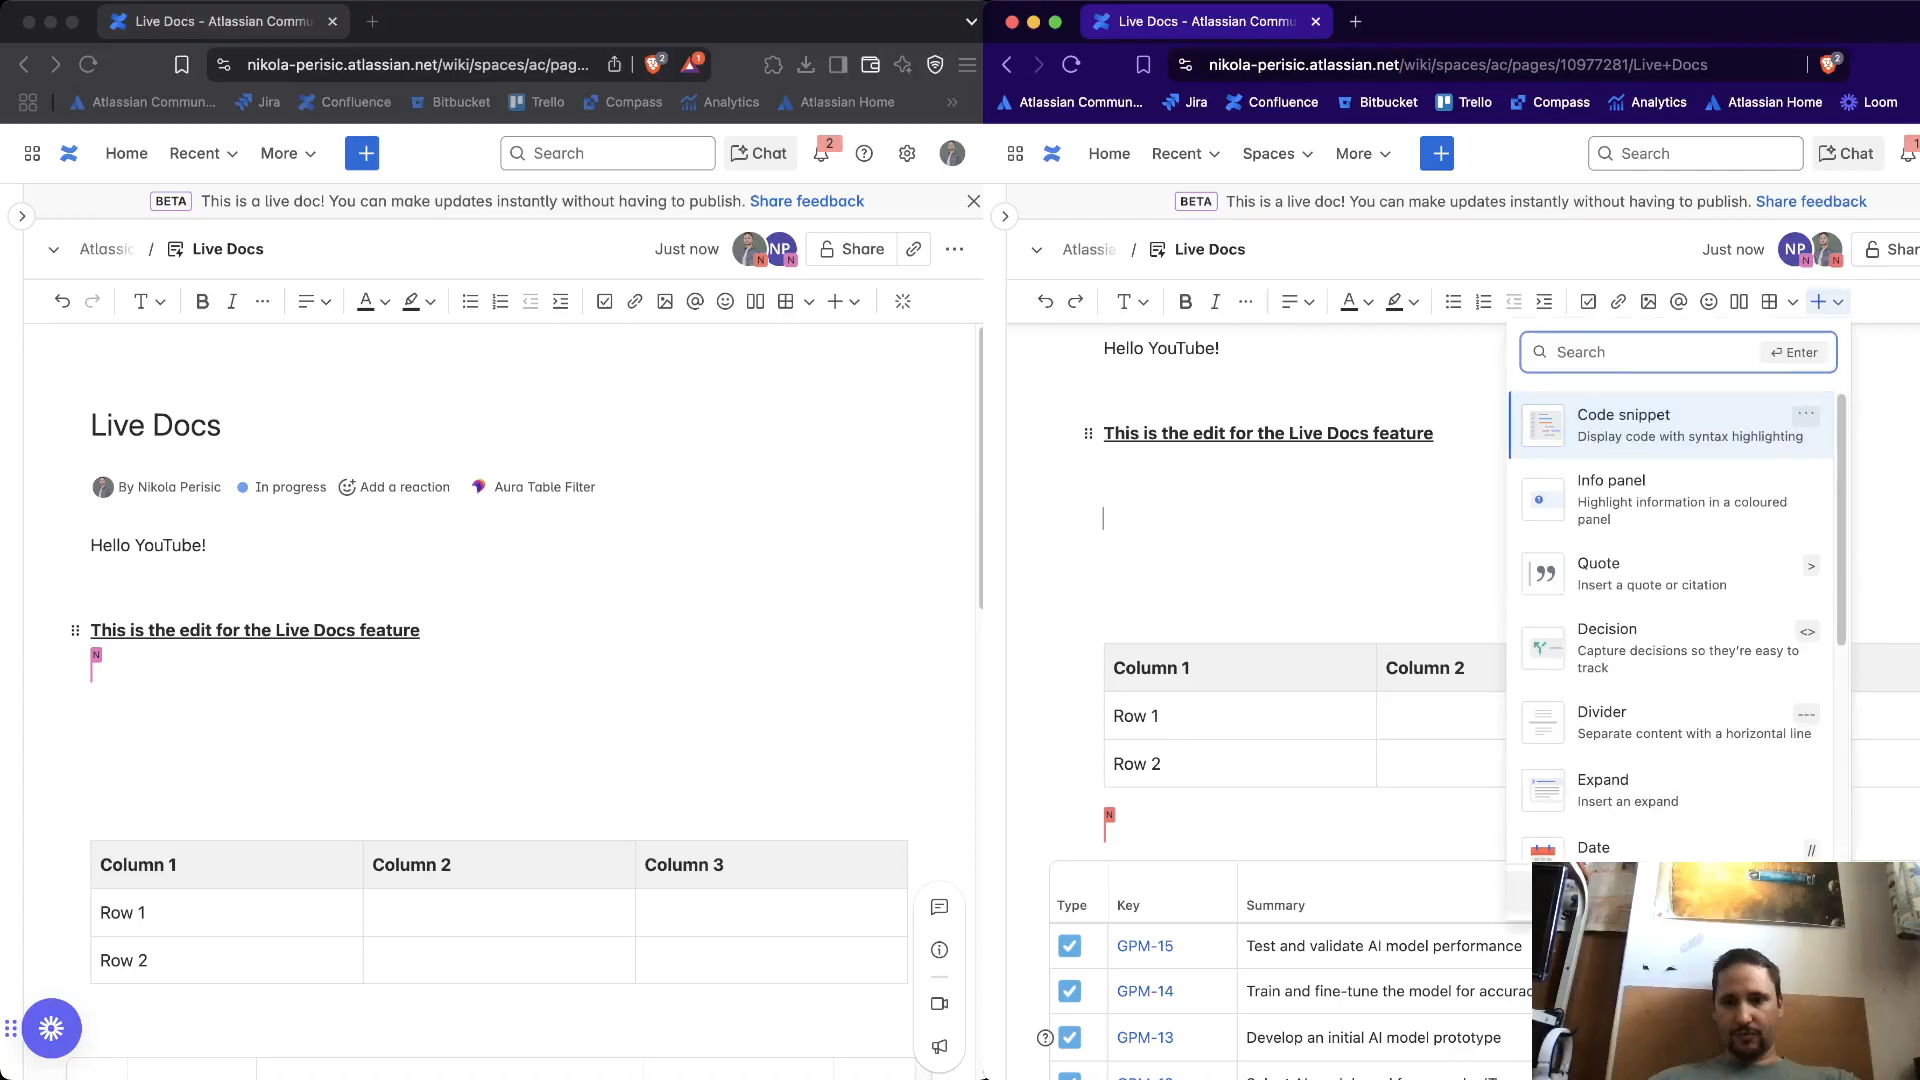 Live Docs - Atlassian Commu
nikola-perisic.atlassian.net/wiki/spaces/ac/pag...
2
1
Atlassian Commun...
Jira
Confluence
Bitbucket
Trello
Compass
Analytics
Atlassian Home
Home
Recent
More
Search
Chat
2
BETA
This is a live doc! You can make updates instantly without having to publish. Share feedback
Atlassi
/
Live Docs
Just now
NP
N
N
Share
T
B
I
A
Live Docs
By Nikola Perisic
In progress
Add a reaction
Aura Table Filter
Hello YouTube!
This is the edit for the Live Docs feature
N
Column 1
Column 2
Column 3
Row 1
Row 2
Live Docs - Atlassian Commu
nikola-perisic.atlassian.net/wiki/spaces/ac/pages/10977281/Live+Docs
2
Atlassian Commun...
Jira
Confluence
Bitbucket
Trello
Compass
Analytics
Atlassian Home
Loom
Home
Recent
Spaces
More
Search
Chat
1
BETA
This is a live doc! You can make updates instantly without having to publish. Share feedback
Atlassia
/
Live Docs
Just now
NP
N
N
Shar
T
B
I
A
Hello YouTube!
This is the edit for the Live Docs feature
Column 1
Column 2
Row 1
Row 2
N
Type
Key
Summary
GPM-15
Test and validate AI model performance
GPM-14
Train and fine-tune the model for accurac
GPM-13
Develop an initial AI model prototype
Search
Enter
Code snippet
```
Display code with syntax highlighting
Info panel
Highlight information in a coloured
panel
Quote
>
Insert a quote or citation
Decision
<>
Capture decisions so they're easy to
track
Divider
---
Separate content with a horizontal line
Expand
Insert an expand
Date
//